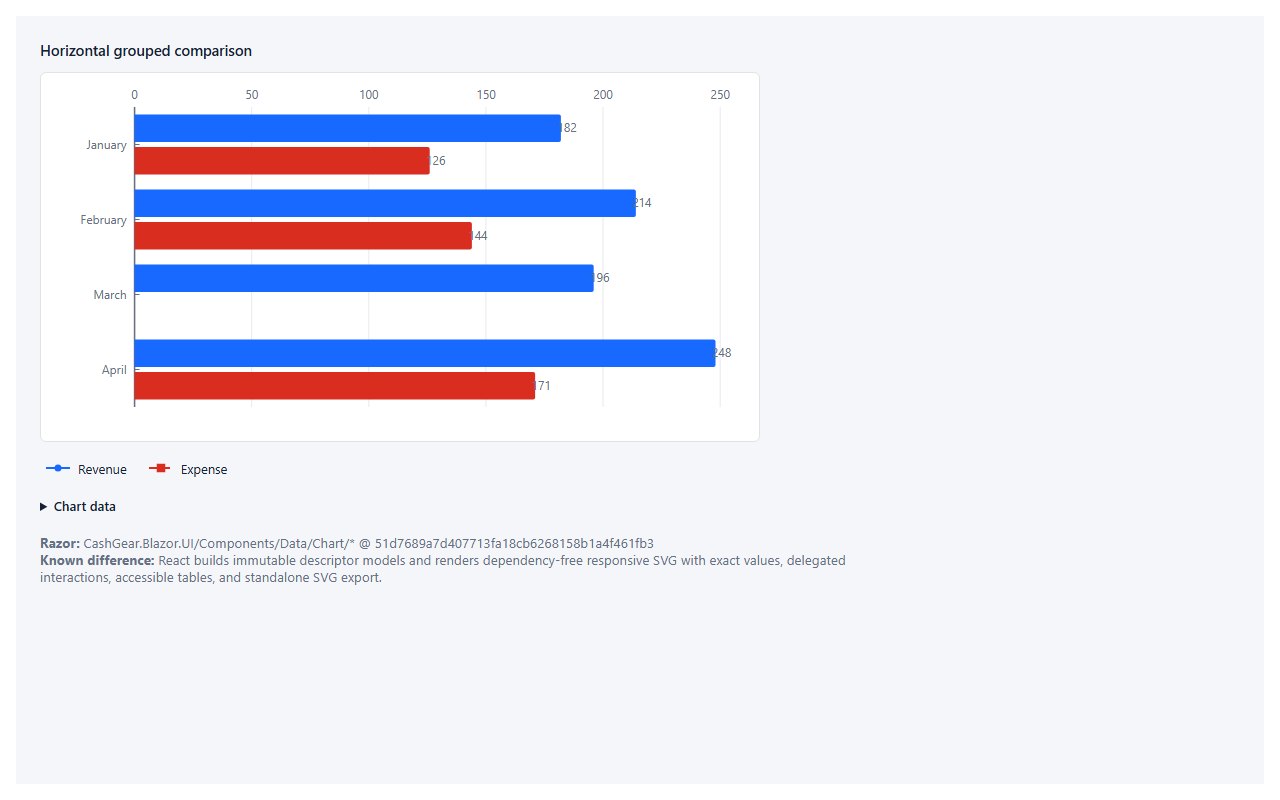 Horizontal grouped comparison
0 50 100 150 200 250
182
January
126
214
February
144
196
March
248
April
171
Revenue Expense
Chart data
Razor: CashGear.Blazor.UI/Components/Data/Chart/* @ 51d7689a7d407713fa18cb6268158b1a4f461fb3
Known difference: React builds immutable descriptor models and renders dependency-free responsive SVG with exact values, delegated
interactions, accessible tables, and standalone SVG export.